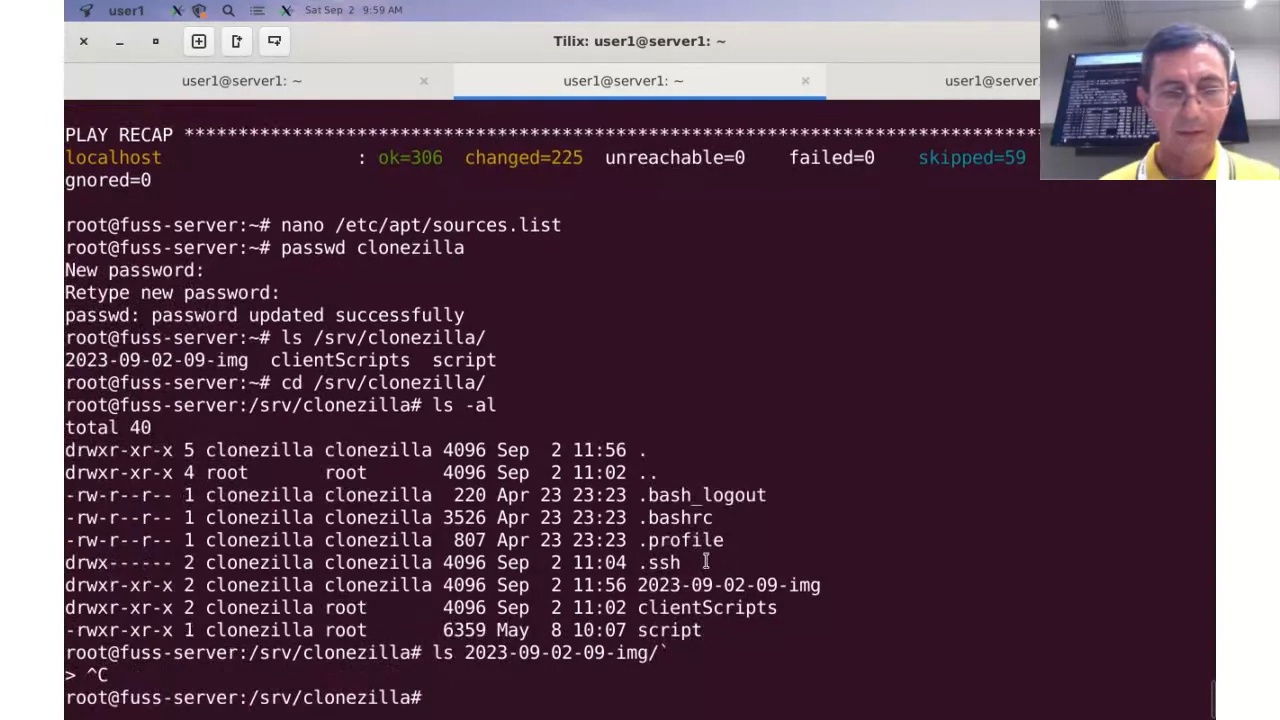 user1 Sat Sep 2 9:59 AM
Tilix: user1@server1: ~
user1@server1: ~ × user1@server1: ~ × user1@server1:
PLAY RECAP *********************************************************************************
localhost : ok=306 changed=225 unreachable=0 failed=0 skipped=59
gnored=0
root@fuss-server:~# nano /etc/apt/sources.list
root@fuss-server:~# passwd clonezilla
New password:
Retype new password:
passwd: password updated successfully
root@fuss-server:~# ls /srv/clonezilla/
2023-09-02-09-img clientScripts script
root@fuss-server:~# cd /srv/clonezilla/
root@fuss-server:/srv/clonezilla# ls -al
total 40
drwxr-xr-x 5 clonezilla clonezilla 4096 Sep 2 11:56 .
drwxr-xr-x 4 root root 4096 Sep 2 11:02 ..
-rw-r--r-- 1 clonezilla clonezilla 220 Apr 23 23:23 .bash_logout
-rw-r--r-- 1 clonezilla clonezilla 3526 Apr 23 23:23 .bashrc
-rw-r--r-- 1 clonezilla clonezilla 807 Apr 23 23:23 .profile
drwx------ 2 clonezilla clonezilla 4096 Sep 2 11:04 .ssh
drwxr-xr-x 2 clonezilla clonezilla 4096 Sep 2 11:56 2023-09-02-09-img
drwxr-xr-x 2 clonezilla root 4096 Sep 2 11:02 clientScripts
-rwxr-xr-x 1 clonezilla root 6359 May 8 10:07 script
root@fuss-server:/srv/clonezilla# ls 2023-09-02-09-img/`
> ^C
root@fuss-server:/srv/clonezilla#